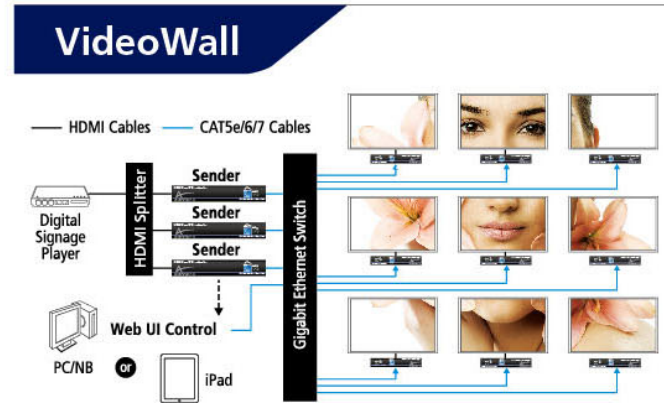 VideoWall
HDMI Cables
CAT5e/6/7 Cables
Digital
Signage
Player
HDMI Splitter
Sender
Sender
Sender
Gigabit Ethernet Switch
Web UI Control
PC/NB
or
iPad